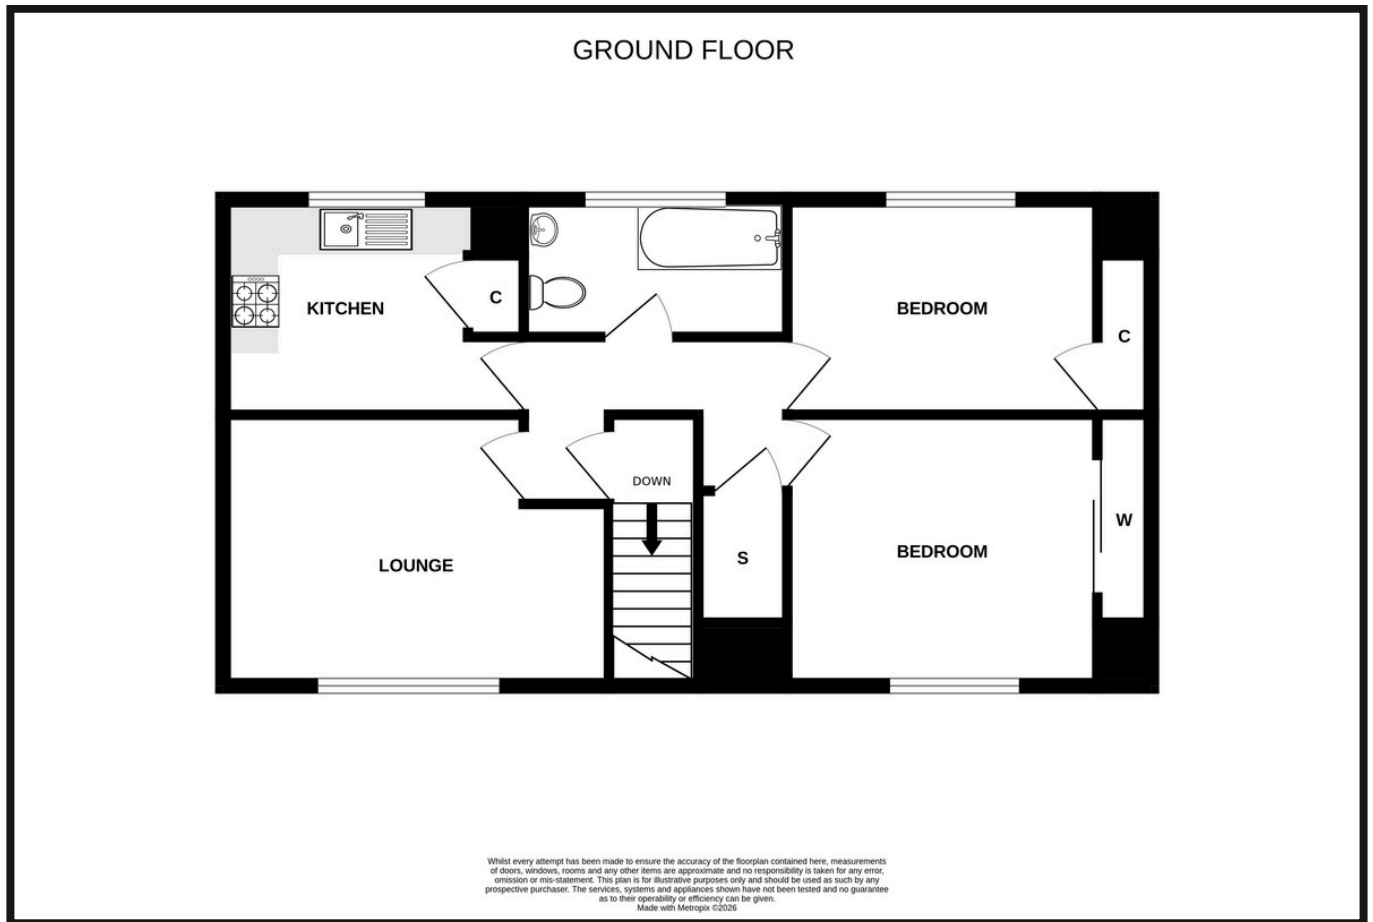 GROUND FLOOR
KITCHEN
C
BEDROOM
C
DOWN
LOUNGE
S
BEDROOM
W
Whilst every attempt has been made to ensure the accuracy of the floorplan contained here, measurements
of doors, windows, rooms and any other items are approximate and no responsibility is taken for any error,
omission or mis-statement. This plan is for illustrative purposes only and should be used as such by any
prospective purchaser. The services, systems and appliances shown have not been tested and no guarantee
as to their operability or efficiency can be given.
Made with Metropix ©2026